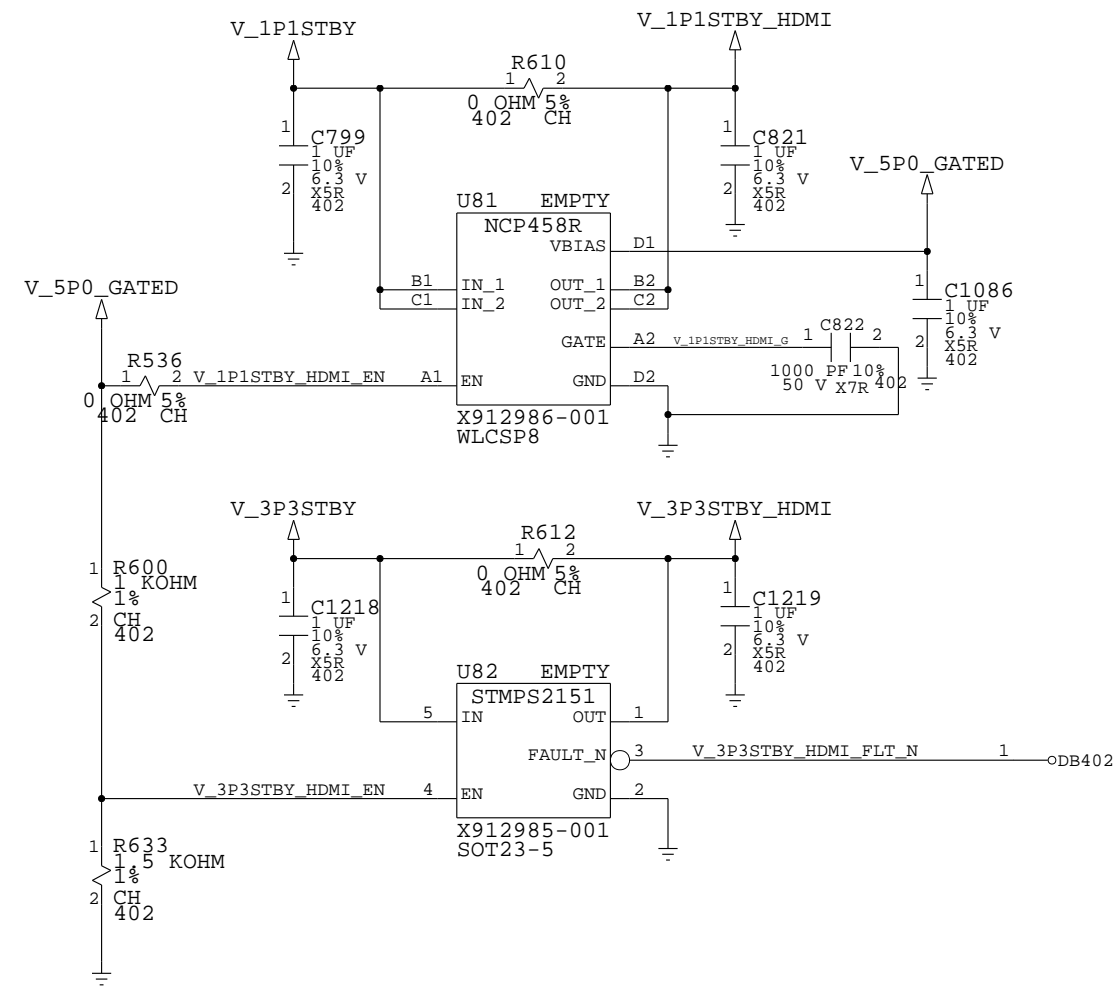 V_1P1STBY
V_1P1STBY_HDMI
R610
1 2
0 OHM 5%
402 CH
1 C799
1 UF
10%
6.3 V
2 X5R
402
1 C821
1 UF
10%
6.3 V
2 X5R
402
V_5P0_GATED
U81 EMPTY
NCP458R
VBIAS D1
B1 IN_1 OUT_1 B2
C1 IN_2 OUT_2 C2
GATE A2 V_1P1STBY_HDMI_G
A1 EN GND D2
X912986-001
WLCSP8
1 C1086
1 UF
10%
6.3 V
2 X5R
402
C822
1 2
1000 PF 10%
50 V X7R 402
V_5P0_GATED
R536
1 2 V_1P1STBY_HDMI_EN
0 OHM 5%
402 CH
V_3P3STBY
V_3P3STBY_HDMI
R612
1 2
0 OHM 5%
402 CH
1 R600
1 KOHM
1%
2 CH
402
1 C1218
1 UF
10%
6.3 V
2 X5R
402
1 C1219
1 UF
10%
6.3 V
2 X5R
402
U82 EMPTY
STMPS2151
5 IN OUT 1
FAULT_N 3 V_3P3STBY_HDMI_FLT_N 1 DB402
V_3P3STBY_HDMI_EN 4 EN GND 2
X912985-001
SOT23-5
1 R633
1.5 KOHM
1%
2 CH
402